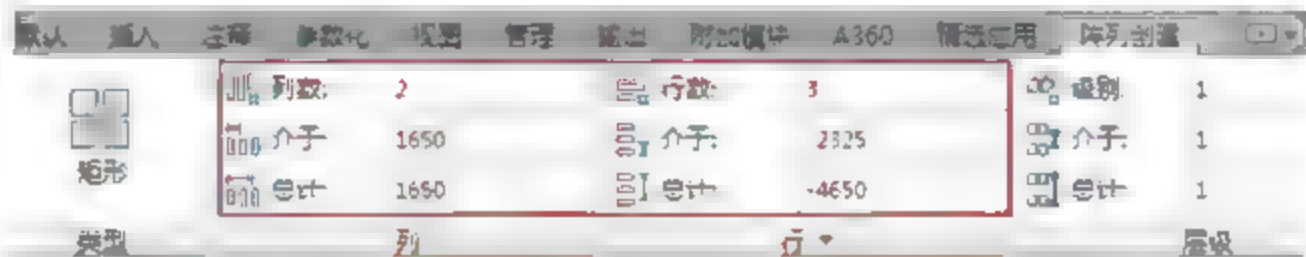 默认 插入 注释 参数化 视图 管理 输出 附加模块 A360 精选应用 阵列创建
列数: 2 行数: 3 级别: 1
介于: 1650 介于: -2325 介于: 1
矩形
总计: 1650 总计: -4650 总计: 1
类型 列 行 层级